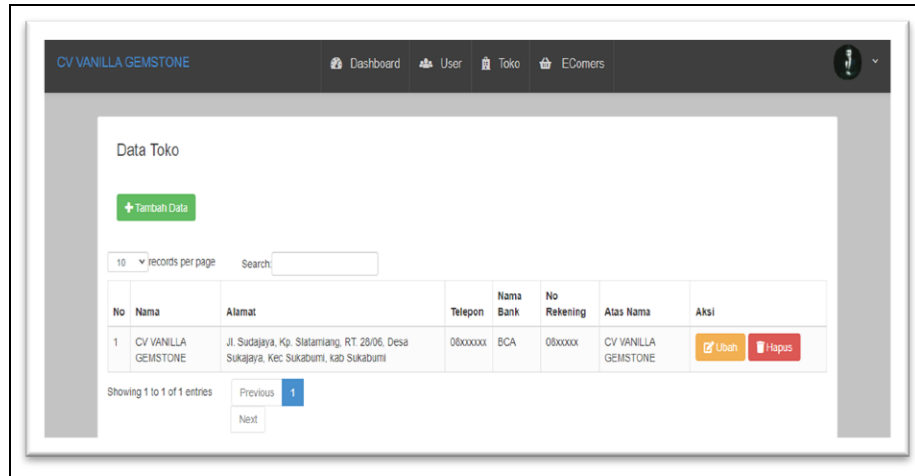 CV VANILLA GEMSTONE
Dashboard User Toko EComers
Data Toko
Tambah Data
10 records per page Search:
No Nama Alamat Telepon Nama Bank No Rekening Atas Nama Aksi
1 CV VANILLA GEMSTONE Jl. Sudajaya, Kp. Slatamiang, RT. 28/06, Desa Sukajaya, Kec Sukabumi, kab Sukabumi 08xxxxxx BCA 08xxxxx CV VANILLA GEMSTONE Ubah Hapus
Showing 1 to 1 of 1 entries Previous 1
Next